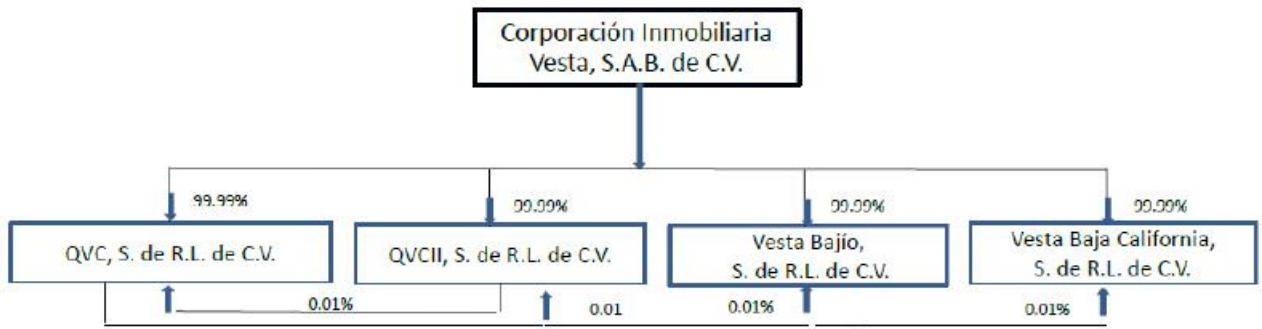 Corporación Inmobiliaria
Vesta, S.A.B. de C.V.
99.99%
99.99%
99.99%
99.99%
QVC, S. de R.L. de C.V.
QVCII, S. de R.L. de C.V.
Vesta Bajío,
S. de R.L. de C.V.
Vesta Baja California,
S. de R.L. de C.V.
0.01%
0.01
0.01%
0.01%